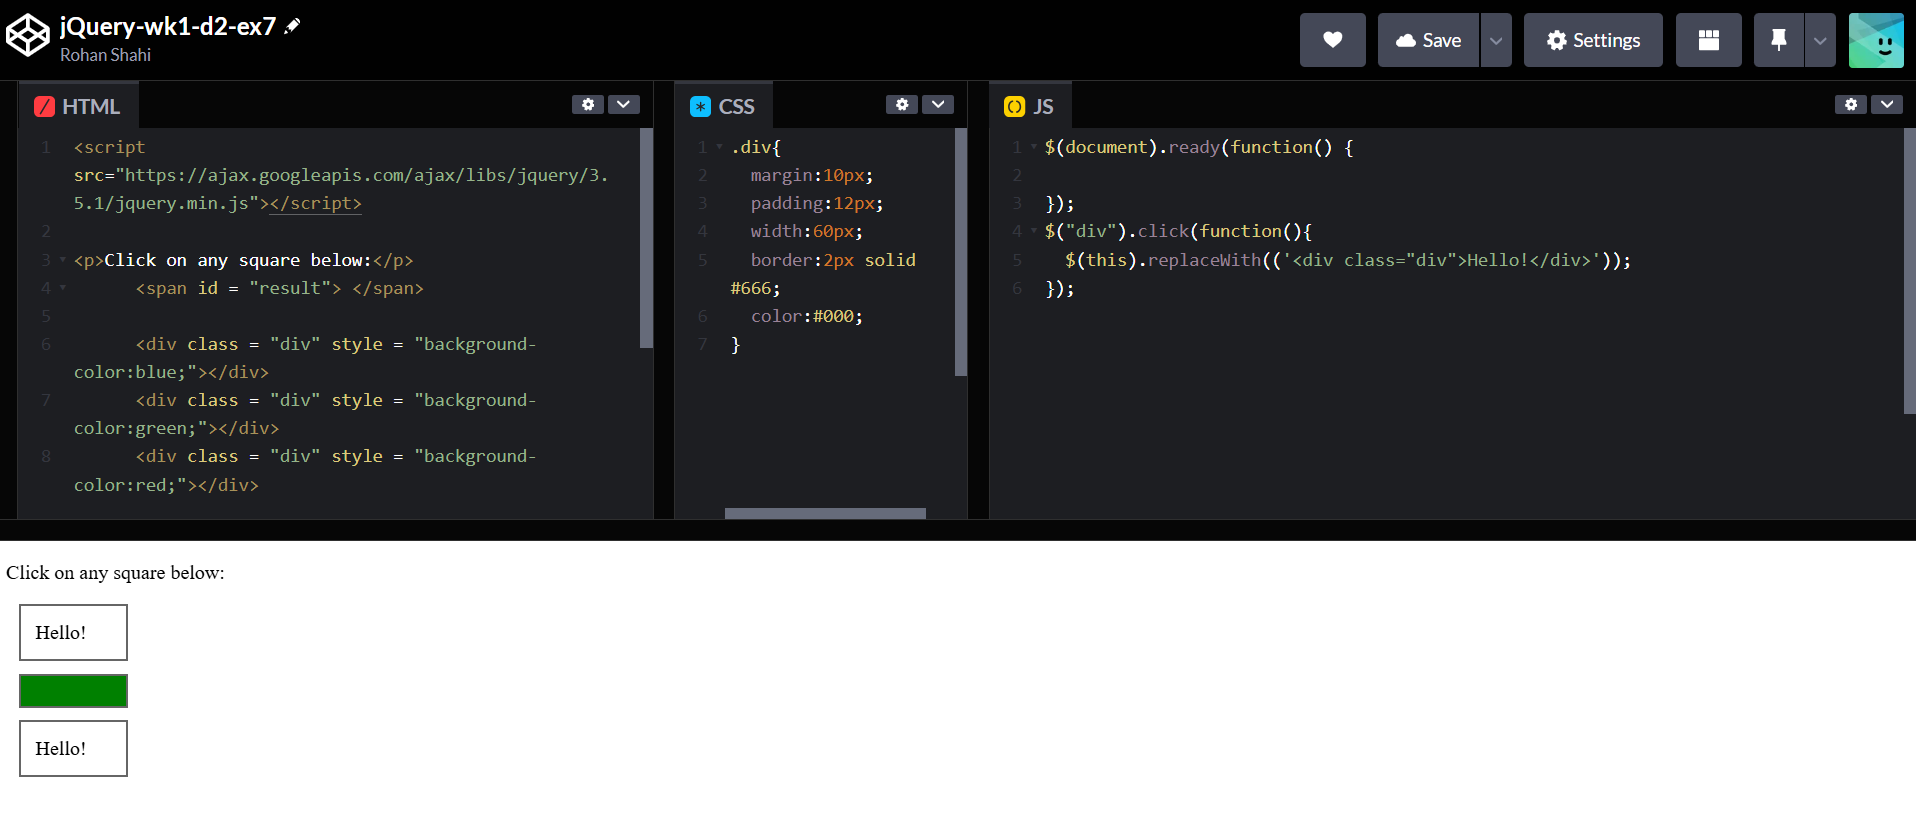 jQuery-wk1-d2-ex7
Rohan Shahi
Save
Settings
HTML
1 <script
src="https://ajax.googleapis.com/ajax/libs/jquery/3.
5.1/jquery.min.js"></script>
2
3 <p>Click on any square below:</p>
4 <span id = "result"> </span>
5
6 <div class = "div" style = "background-
color:blue;"></div>
7 <div class = "div" style = "background-
color:green;"></div>
8 <div class = "div" style = "background-
color:red;"></div>
CSS
1 .div{
2 margin:10px;
3 padding:12px;
4 width:60px;
5 border:2px solid
#666;
6 color:#000;
7 }
JS
1 $(document).ready(function() {
2
3 });
4 $("div").click(function(){
5 $(this).replaceWith(('<div class="div">Hello!</div>'));
6 });
Click on any square below:
Hello!
Hello!